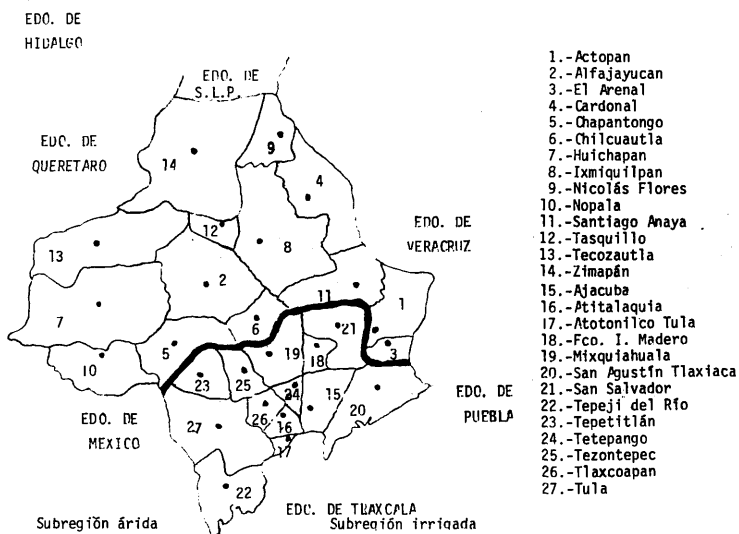 EDO. DE
HIDALGO
EDO. DE
S.L.P.
EDO. DE
QUERETARO
EDO. DE
VERACRUZ
14
9
4
12
8
13
2
11
1
7
6
21
5
19
18
3
10
23
25
24
15
20
26
16
27
17
22
EDO. DE
MEXICO
EDO. DE
PUEBLA
EDO. DE TLAXCALA
Subregión árida
Subregión irrigada
1.-Actopan
2.-Alfajayucan
3.-El Arenal
4.-Cardonal
5.-Chapantongo
6.-Chilcuautla
7.-Huichapan
8.-Ixmiquilpan
9.-Nicolás Flores
10.-Nopala
11.-Santiago Anaya
12.-Tasquillo
13.-Tecozautla
14.-Zimapán
15.-Ajacuba
16.-Atitalaquia
17.-Atotonilco Tula
18.-Fco. I. Madero
19.-Mixquiahuala
20.-San Agustín Tlaxiaca
21.-San Salvador
22.-Tepeji del Río
23.-Tepetitlán
24.-Tetepango
25.-Tezontepec
26.-Tlaxcoapan
27.-Tula